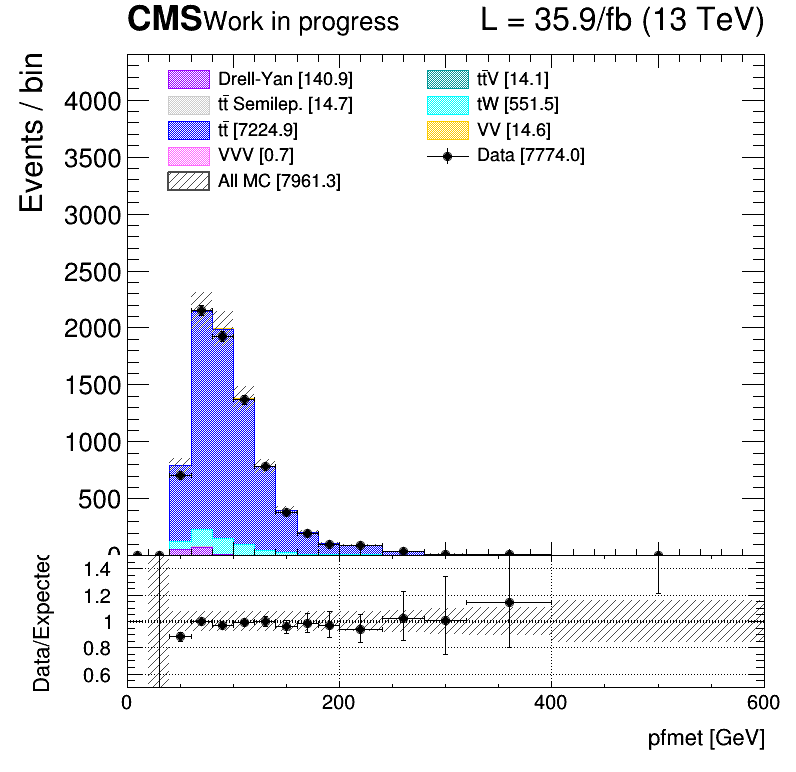 CMS Work in progress L = 35.9/fb (13 TeV)
Events / bin
Drell-Yan [140.9] tt̄V [14.1]
tt̄ Semilep. [14.7] tW [551.5]
tt̄ [7224.9] VV [14.6]
VVV [0.7] Data [7774.0]
All MC [7961.3]
4000
3500
3000
2500
2000
1500
1000
500
0
Data/Expected
1.4
1.2
1
0.8
0.6
0 200 400 600
pfmet [GeV]